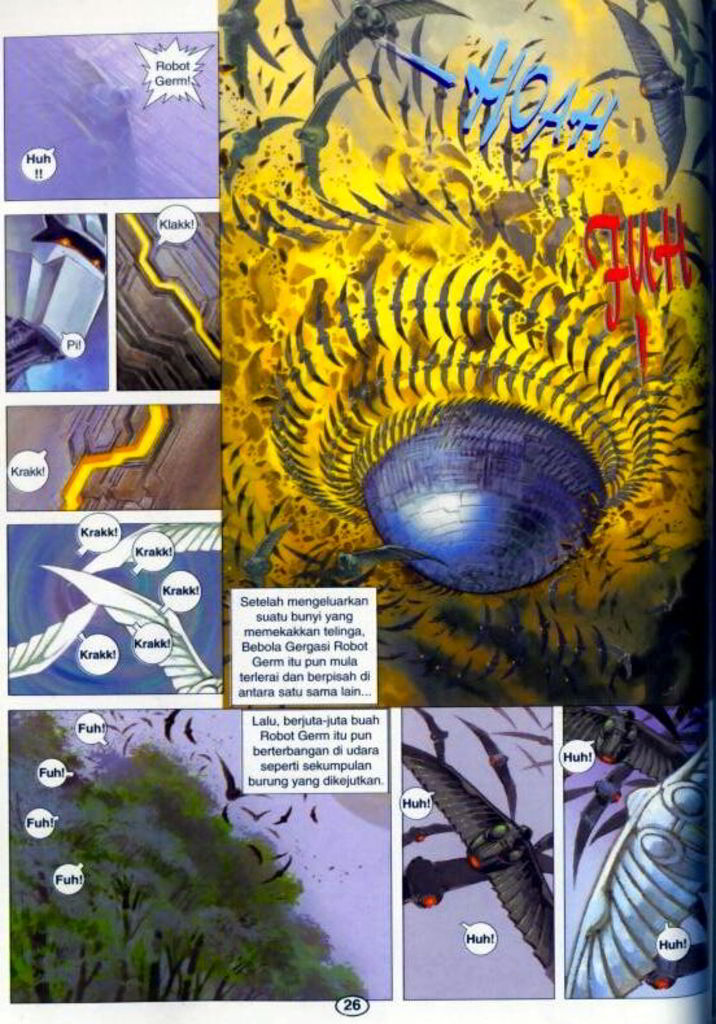 Robot
Germ!
Huh
!!
Pi!
Klakk!
Krakk!
Krakk!
Krakk!
Krakk!
Krakk!
Krakk!
HOAH
FUH!
Setelah mengeluarkan
suatu bunyi yang
memekakkan telinga,
Bebola Gergasi Robot
Germ itu pun mula
terlerai dan berpisah di
antara satu sama lain...
Fuh!
Fuh!
Fuh!
Fuh!
Lalu, berjuta-juta buah
Robot Germ itu pun
berterbangan di udara
seperti sekumpulan
burung yang dikejutkan.
Huh!
Huh!
Huh!
Huh!
26